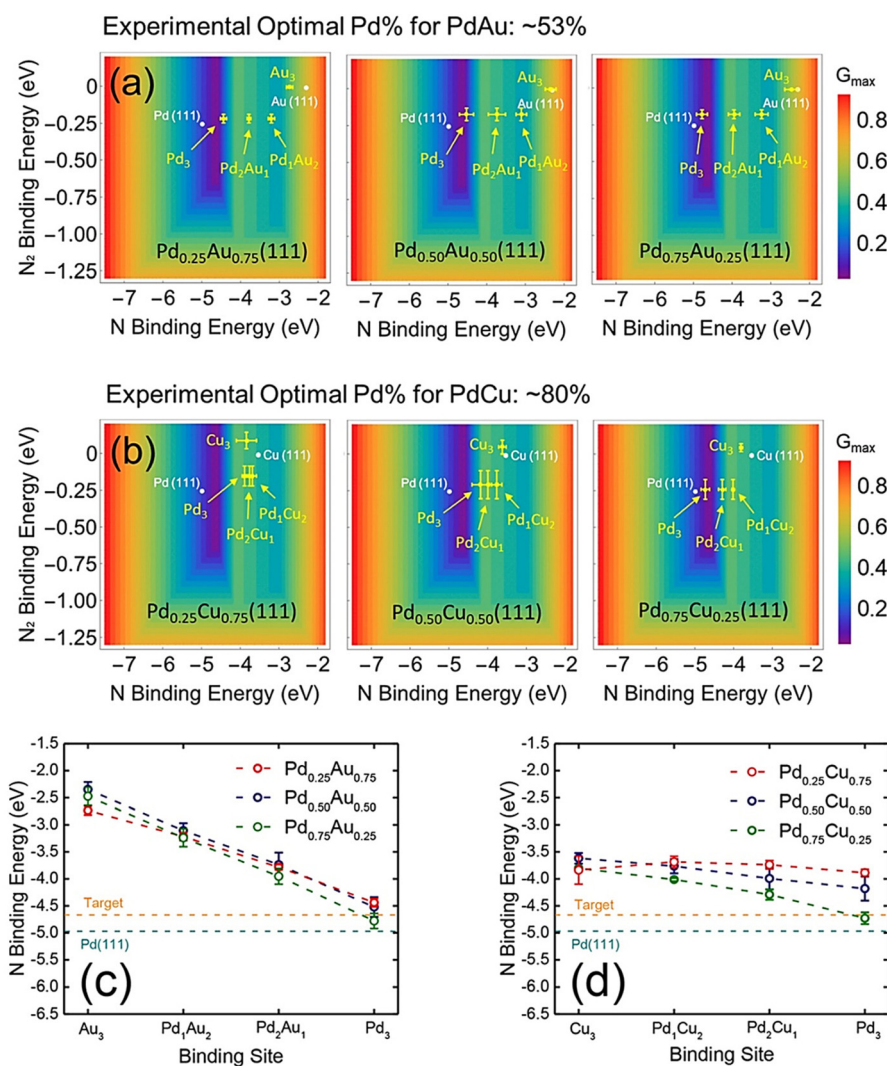 Experimental Optimal Pd% for PdAu: ~53%
(a)
N₂ Binding Energy (eV)
0
−0.25
−0.50
−0.75
−1.00
−1.25
Au₃
Au (111)
Pd (111)
Pd₃
Pd₂Au₁
Pd₁Au₂
Pd₀.₂₅Au₀.₇₅(111)
−7 −6 −5 −4 −3 −2
N Binding Energy (eV)
Au₃
Au (111)
Pd (111)
Pd₃
Pd₂Au₁
Pd₁Au₂
Pd₀.₅₀Au₀.₅₀(111)
−7 −6 −5 −4 −3 −2
N Binding Energy (eV)
Au₃
Au (111)
Pd (111)
Pd₃
Pd₂Au₁
Pd₁Au₂
Pd₀.₇₅Au₀.₂₅(111)
−7 −6 −5 −4 −3 −2
N Binding Energy (eV)
Gmax
0.8
0.6
0.4
0.2
Experimental Optimal Pd% for PdCu: ~80%
(b)
N₂ Binding Energy (eV)
0
−0.25
−0.50
−0.75
−1.00
−1.25
Cu₃
Cu (111)
Pd (111)
Pd₃
Pd₁Cu₂
Pd₂Cu₁
Pd₀.₂₅Cu₀.₇₅(111)
−7 −6 −5 −4 −3 −2
N Binding Energy (eV)
Cu₃
Cu (111)
Pd (111)
Pd₃
Pd₁Cu₂
Pd₂Cu₁
Pd₀.₅₀Cu₀.₅₀(111)
−7 −6 −5 −4 −3 −2
N Binding Energy (eV)
Cu₃
Cu (111)
Pd (111)
Pd₃
Pd₁Cu₂
Pd₂Cu₁
Pd₀.₇₅Cu₀.₂₅(111)
−7 −6 −5 −4 −3 −2
N Binding Energy (eV)
Gmax
0.8
0.6
0.4
0.2
N Binding Energy (eV)
-1.5
-2.0
-2.5
-3.0
-3.5
-4.0
-4.5
-5.0
-5.5
-6.0
-6.5
Pd₀.₂₅Au₀.₇₅
Pd₀.₅₀Au₀.₅₀
Pd₀.₇₅Au₀.₂₅
Target
Pd(111)
(c)
Au₃ Pd₁Au₂ Pd₂Au₁ Pd₃
Binding Site
N Binding Energy (eV)
-1.5
-2.0
-2.5
-3.0
-3.5
-4.0
-4.5
-5.0
-5.5
-6.0
-6.5
Pd₀.₂₅Cu₀.₇₅
Pd₀.₅₀Cu₀.₅₀
Pd₀.₇₅Cu₀.₂₅
Target
Pd(111)
(d)
Cu₃ Pd₁Cu₂ Pd₂Cu₁ Pd₃
Binding Site